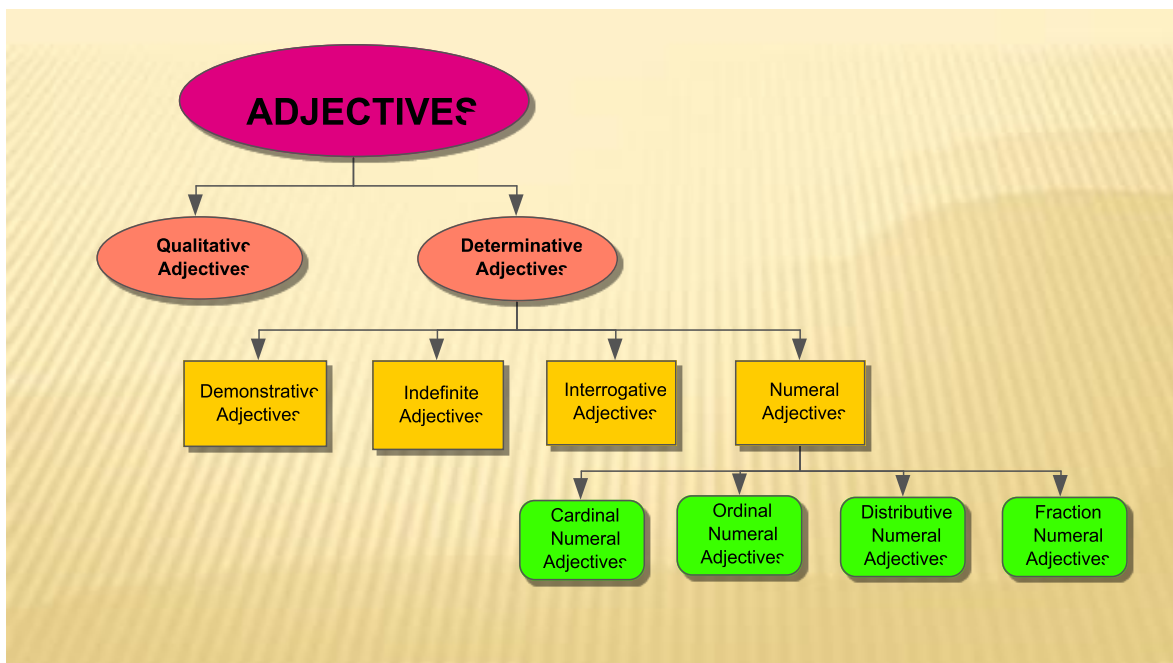 ADJECTIVES
Qualitative
Adjectives
Determinative
Adjectives
Demonstrative
Adjectives
Indefinite
Adjectives
Interrogative
Adjectives
Numeral
Adjectives
Cardinal
Numeral
Adjectives
Ordinal
Numeral
Adjectives
Distributive
Numeral
Adjectives
Fraction
Numeral
Adjectives